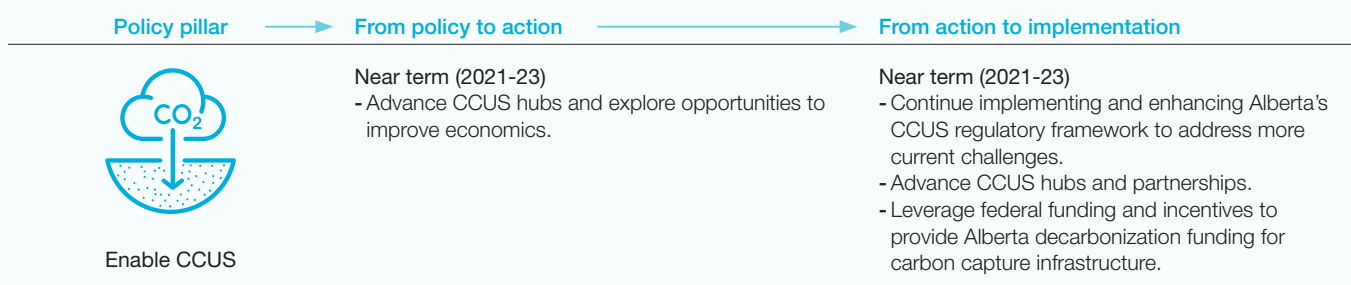 Policy pillar
From policy to action
From action to implementation
CO2
Enable CCUS
Near term (2021-23)
- Advance CCUS hubs and explore opportunities to
improve economics.
Near term (2021-23)
- Continue implementing and enhancing Alberta's
CCUS regulatory framework to address more
current challenges.
- Advance CCUS hubs and partnerships.
- Leverage federal funding and incentives to
provide Alberta decarbonization funding for
carbon capture infrastructure.